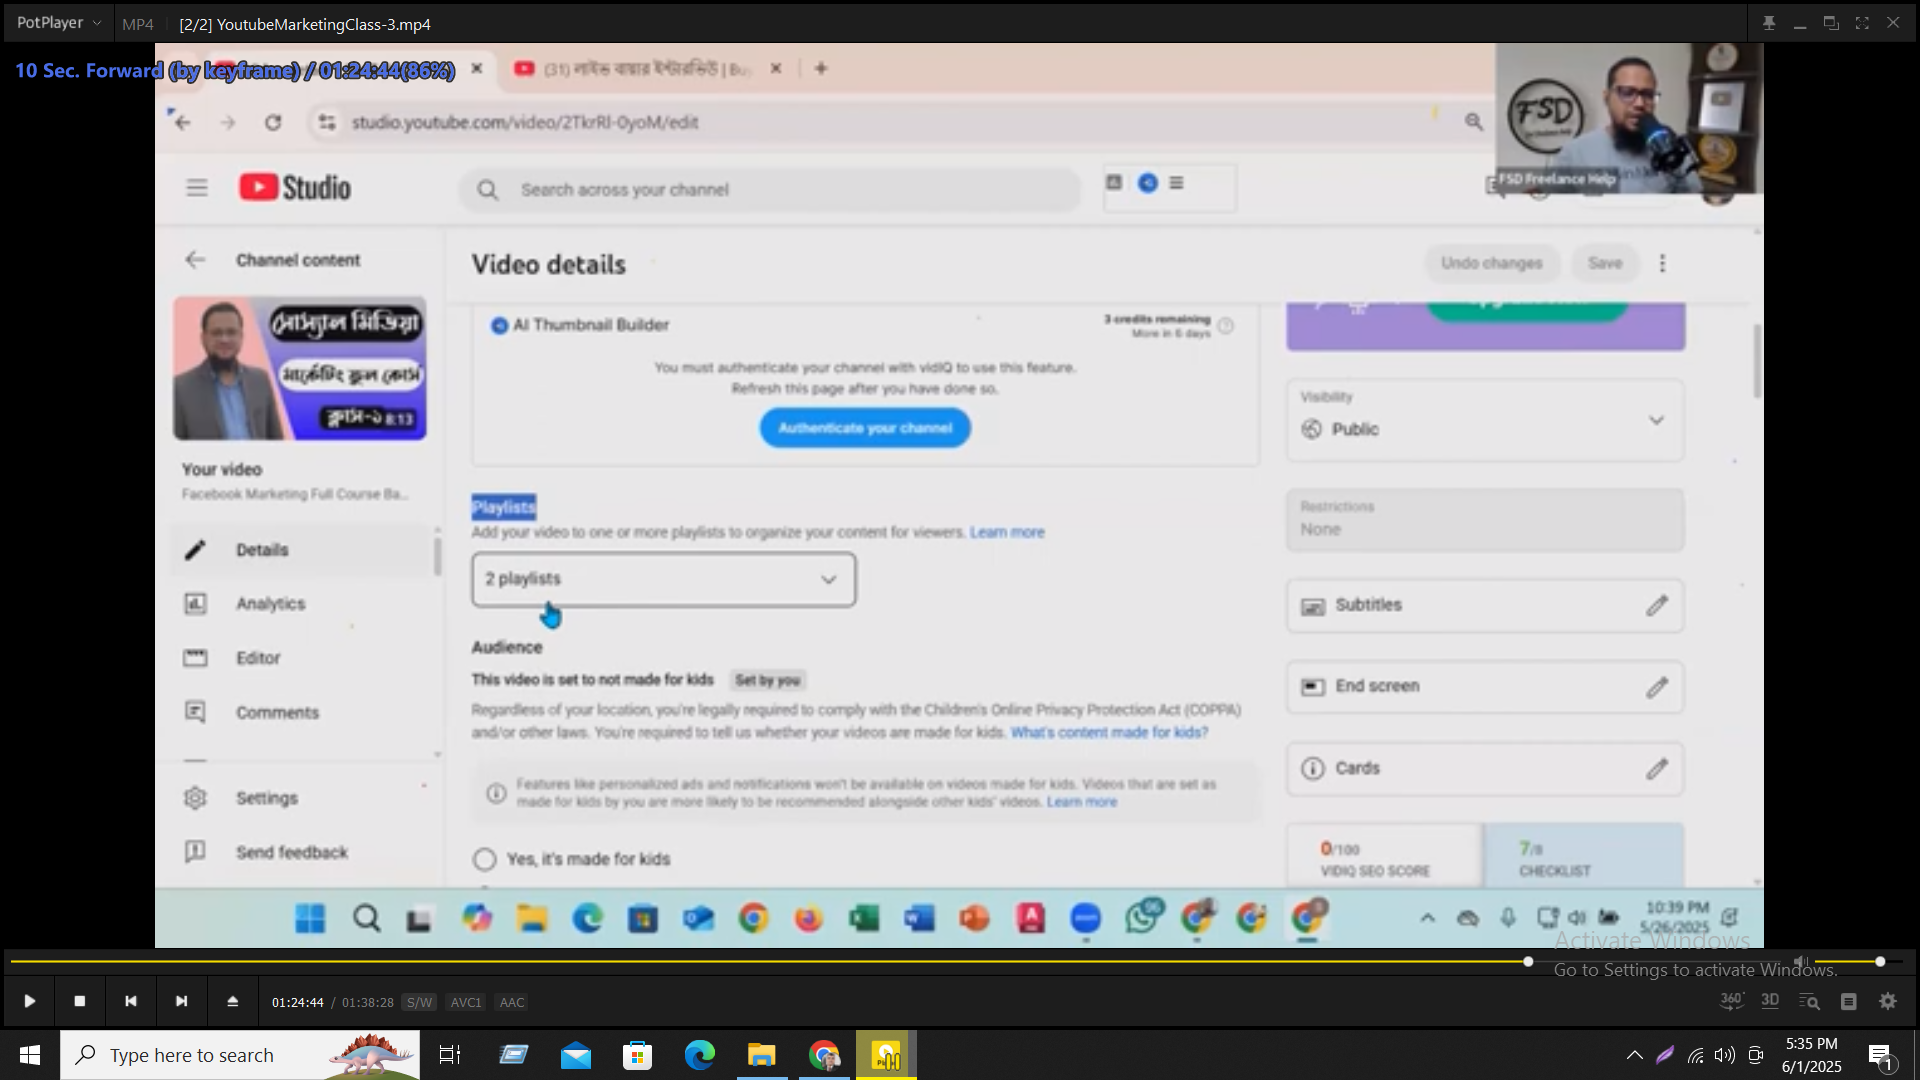 PotPlayer MP4 [2/2] YoutubeMarketingClass-3.mp4
10 Sec. Forward (by keyframe) / 01:24:44(86%)
(31) লাইভ বায়ার ইন্টারভিউ | Bu
studio.youtube.com/video/2TkrRl-0yoM/edit
FSD
FSD Freelance Help
Studio
Search across your channel
Channel content
Video details
Undo changes
Save
সোস্যাল মিডিয়া
মার্কেটিং ফুল কোর্স
ক্লাস-১ 8:13
Your video
Facebook Marketing Full Course Ba...
Details
Analytics
Editor
Comments
Settings
Send feedback
AI Thumbnail Builder
3 credits remaining
More in 6 days
You must authenticate your channel with vidIQ to use this feature.
Refresh this page after you have done so.
Authenticate your channel
Playlists
Add your video to one or more playlists to organize your content for viewers. Learn more
2 playlists
Audience
This video is set to not made for kids Set by you
Regardless of your location, you're legally required to comply with the Children's Online Privacy Protection Act (COPPA)
and/or other laws. You're required to tell us whether your videos are made for kids. What's content made for kids?
Features like personalized ads and notifications won't be available on videos made for kids. Videos that are set as
made for kids by you are more likely to be recommended alongside other kids' videos. Learn more
Yes, it's made for kids
Visibility
Public
Restrictions
None
Subtitles
End screen
Cards
0/100
VIDIQ SEO SCORE
7/8
CHECKLIST
10:39 PM
5/26/2025
Activate Windows
Go to Settings to activate Windows.
01:24:44 / 01:38:28 S/W AVC1 AAC
360° 3D
Type here to search
5:35 PM
6/1/2025
1